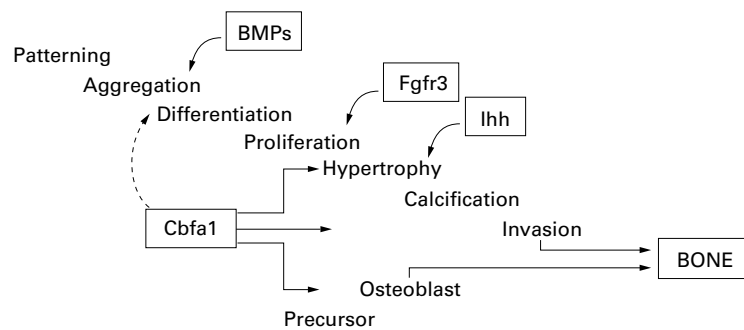 BMPs
Patterning
Aggregation
Fgfr3
Differentiation
Ihh
Proliferation
Hypertrophy
Calcification
Cbfa1
Invasion
BONE
Osteoblast
Precursor